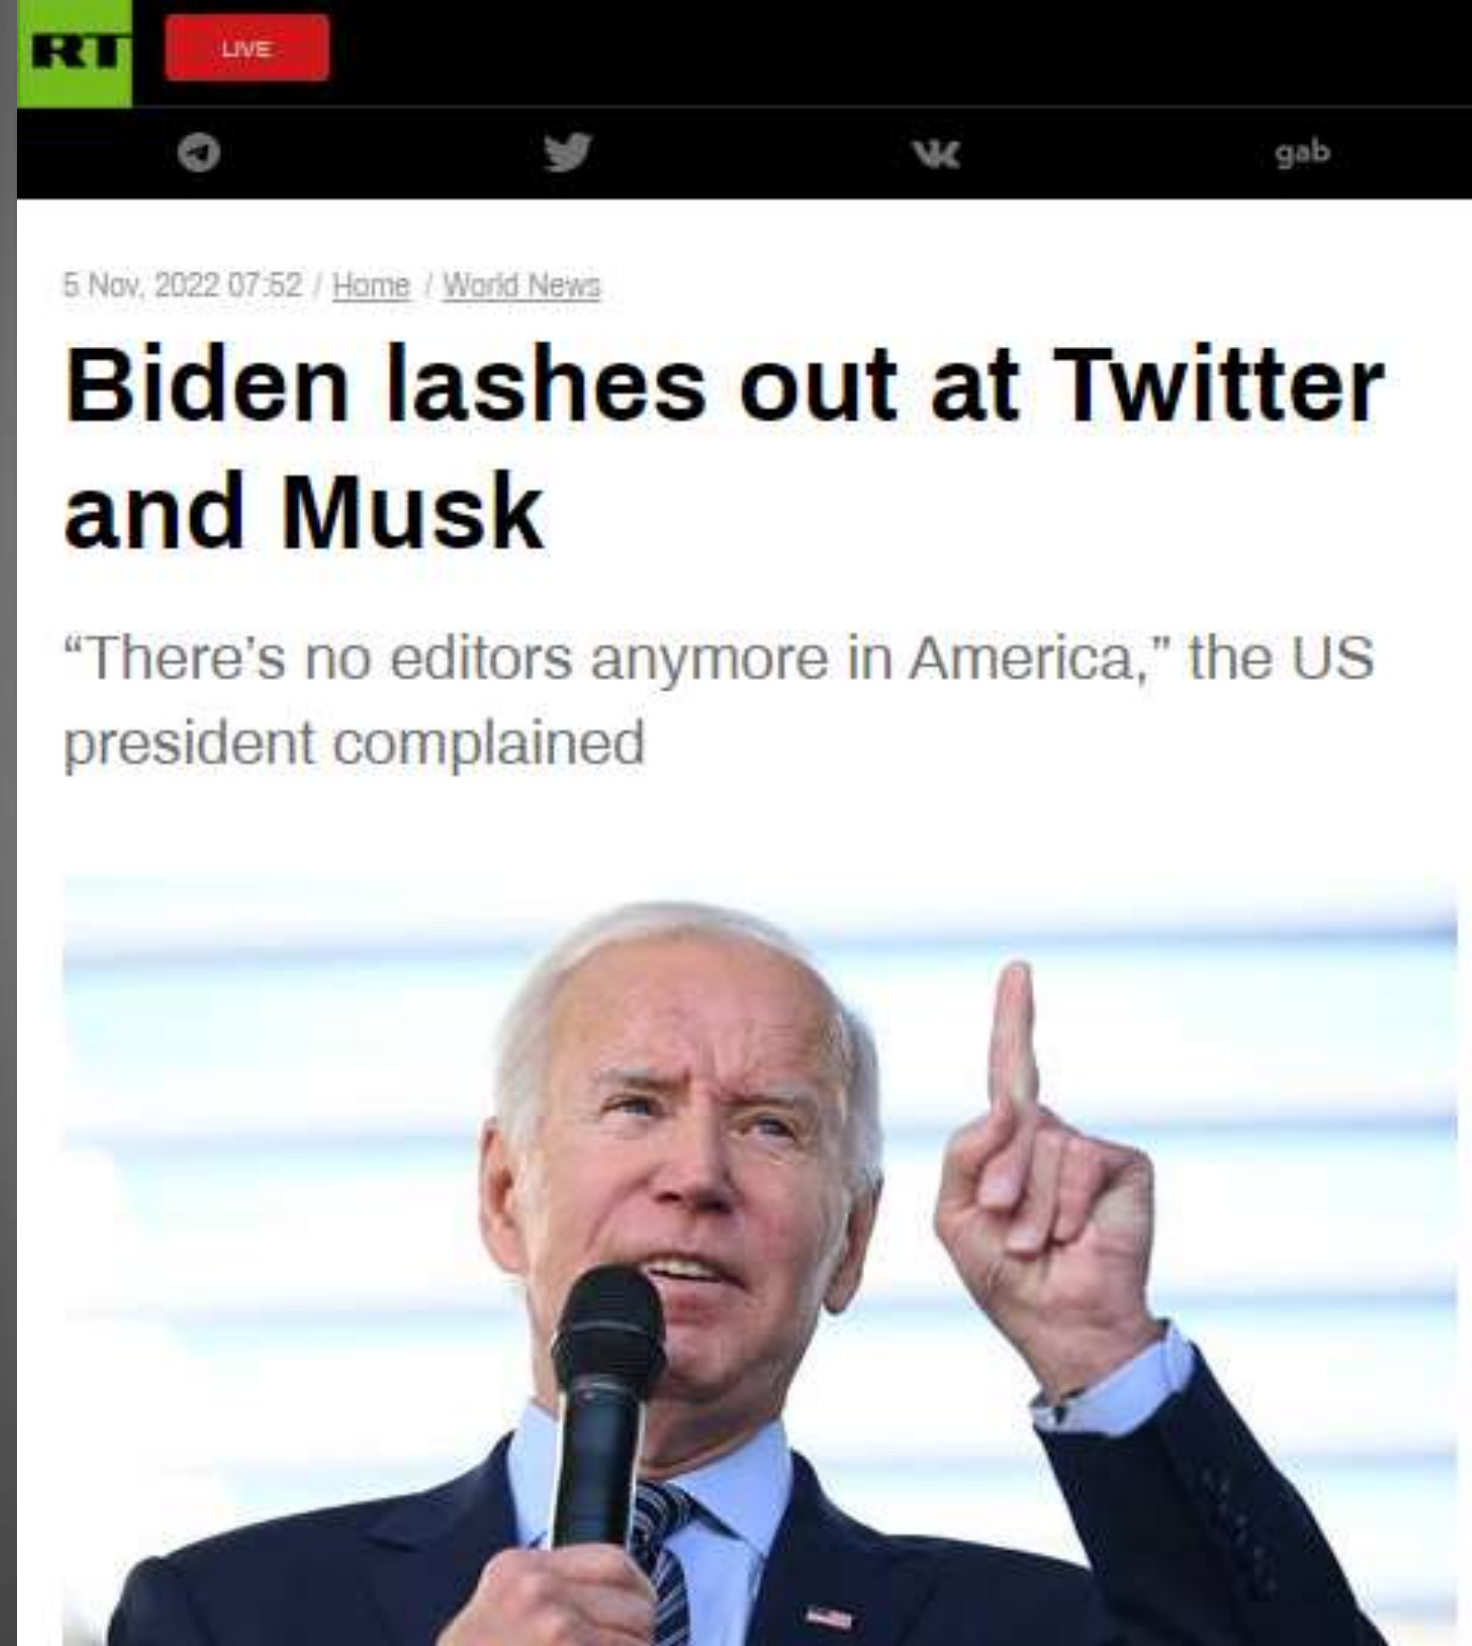 RT
LIVE
gab
5 Nov, 2022 07:52 / Home / World News
Biden lashes out at Twitter
and Musk
“There’s no editors anymore in America,” the US
president complained